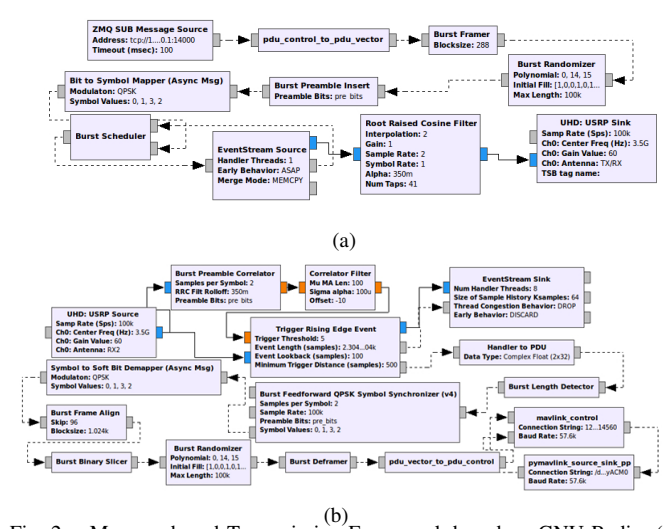 ZMQ SUB Message Source
Address: tcp://1....0.1:14000
Timeout (msec): 100
pdu_control_to_pdu_vector
Burst Framer
Blocksize: 288
Burst Randomizer
Polynomial: 0, 14, 15
Initial Fill: [1,0,0,1,0,1...
Max Length: 100k
Burst Preamble Insert
Preamble Bits: pre_bits
Bit to Symbol Mapper (Async Msg)
Modulaton: QPSK
Symbol Values: 0, 1, 3, 2
Burst Scheduler
EventStream Source
Handler Threads: 1
Early Behavior: ASAP
Merge Mode: MEMCPY
Root Raised Cosine Filter
Interpolation: 2
Gain: 1
Sample Rate: 2
Symbol Rate: 1
Alpha: 350m
Num Taps: 41
UHD: USRP Sink
Samp Rate (Sps): 100k
Ch0: Center Freq (Hz): 3.5G
Ch0: Gain Value: 60
Ch0: Antenna: TX/RX
TSB tag name:
(a)
Burst Preamble Correlator
Samples per Symbol: 2
RRC Filt Rolloff: 350m
Preamble Bits: pre_bits
Correlator Filter
Mu MA Len: 100
Sigma alpha: 100u
Offset: -10
EventStream Sink
Num Handler Threads: 8
Size of Sample History Ksamples: 64
Thread Congestion Behavior: DROP
Early Behavior: DISCARD
UHD: USRP Source
Samp Rate (Sps): 100k
Ch0: Center Freq (Hz): 3.5G
Ch0: Gain Value: 60
Ch0: Antenna: RX2
Trigger Rising Edge Event
Trigger Threshold: 5
Event Length (samples): 2.304...04k
Event Lookback (samples): 100
Minimum Trigger Distance (samples): 500
Handler to PDU
Data Type: Complex Float (2x32)
Symbol to Soft Bit Demapper (Async Msg)
Modulaton: QPSK
Symbol Values: 0, 1, 3, 2
Burst Feedforward QPSK Symbol Synchronizer (v4)
Samples per Symbol: 2
Sample Rate: 100k
Preamble Bits: pre_bits
Symbol Values: 0, 1, 3, 2
Burst Length Detector
Burst Frame Align
Skip: 96
Blocksize: 1.024k
mavlink_control
Connection String: 12...14560
Baud Rate: 57.6k
Burst Binary Slicer
Burst Randomizer
Polynomial: 0, 14, 15
Initial Fill: [1,0,0,1,0,1...
Max Length: 100k
Burst Deframer
pdu_vector_to_pdu_control
pymavlink_source_sink_pp
Connection String: /d...yACM0
Baud Rate: 57.6k
(b)